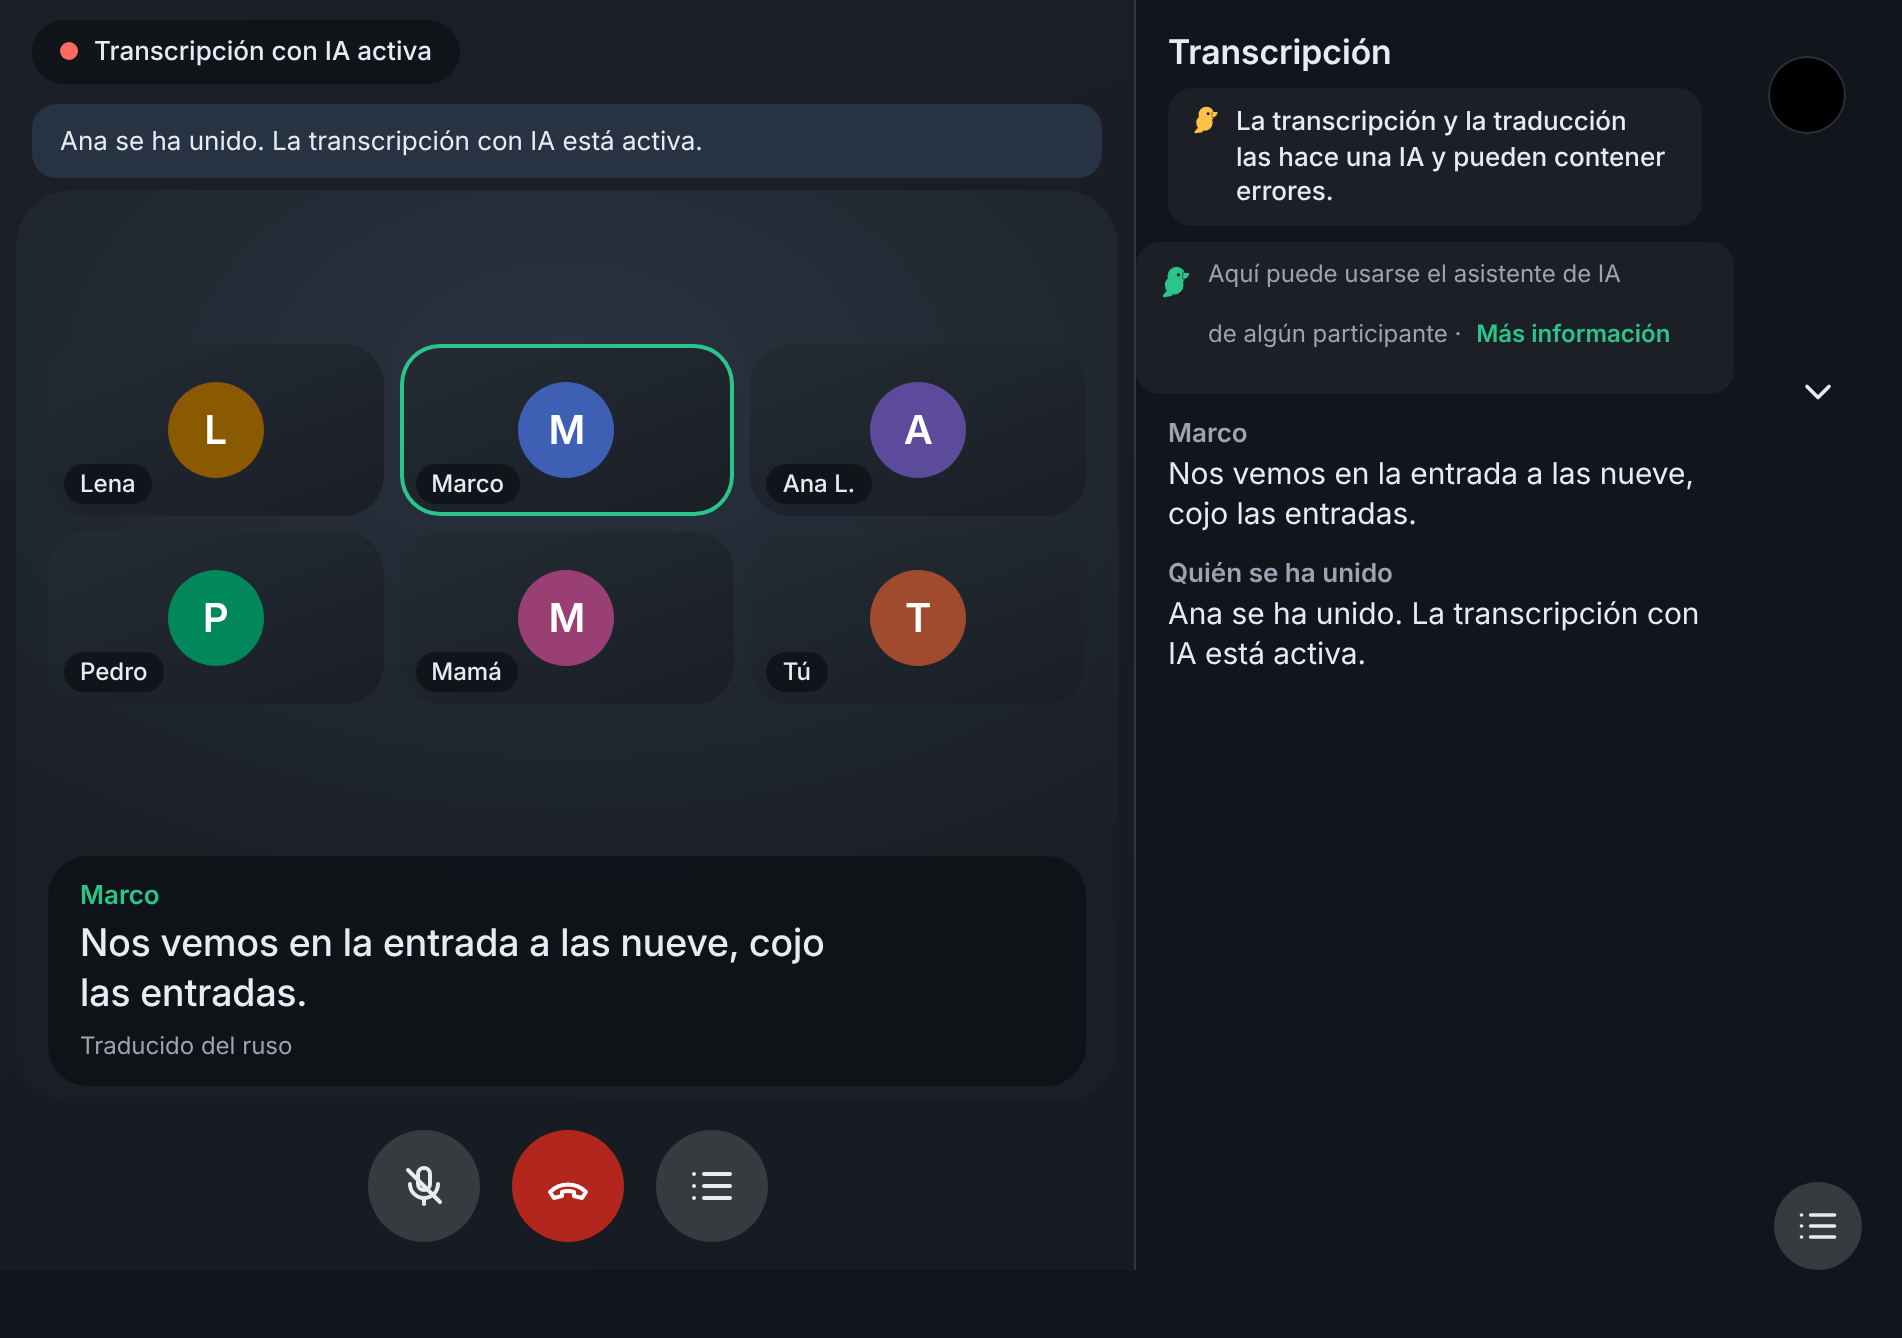 Transcripción con IA activa
Ana se ha unido. La transcripción con IA está activa.
L
Lena
M
Marco
A
Ana L.
P
Pedro
M
Mamá
T
Tú
Marco
Nos vemos en la entrada a las nueve, cojo
las entradas.
Traducido del ruso
Transcripción
La transcripción y la traducción
las hace una IA y pueden contener
errores.
Aquí puede usarse el asistente de IA
de algún participante · Más información
Marco
Nos vemos en la entrada a las nueve,
cojo las entradas.
Quién se ha unido
Ana se ha unido. La transcripción con
IA está activa.